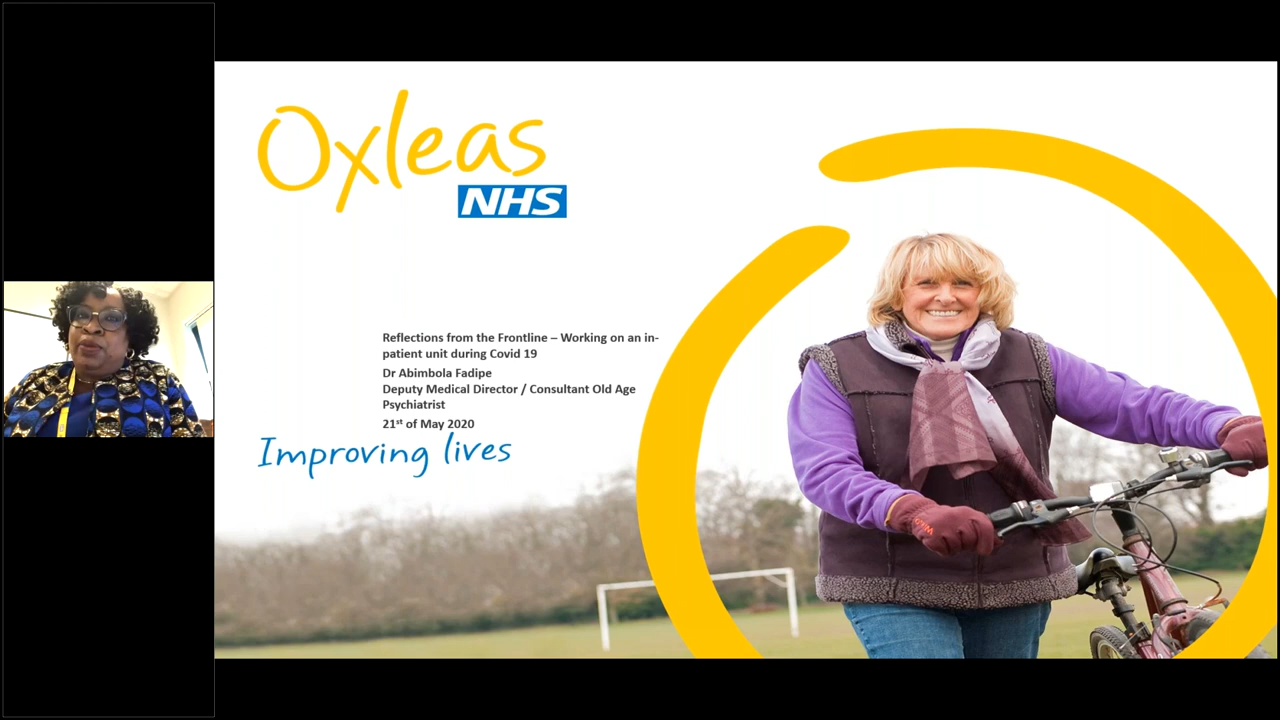 Oxleas
NHS
Reflections from the Frontline – Working on an in-
patient unit during Covid 19
Dr Abimbola Fadipe
Deputy Medical Director / Consultant Old Age
Psychiatrist
21st of May 2020
Improving lives